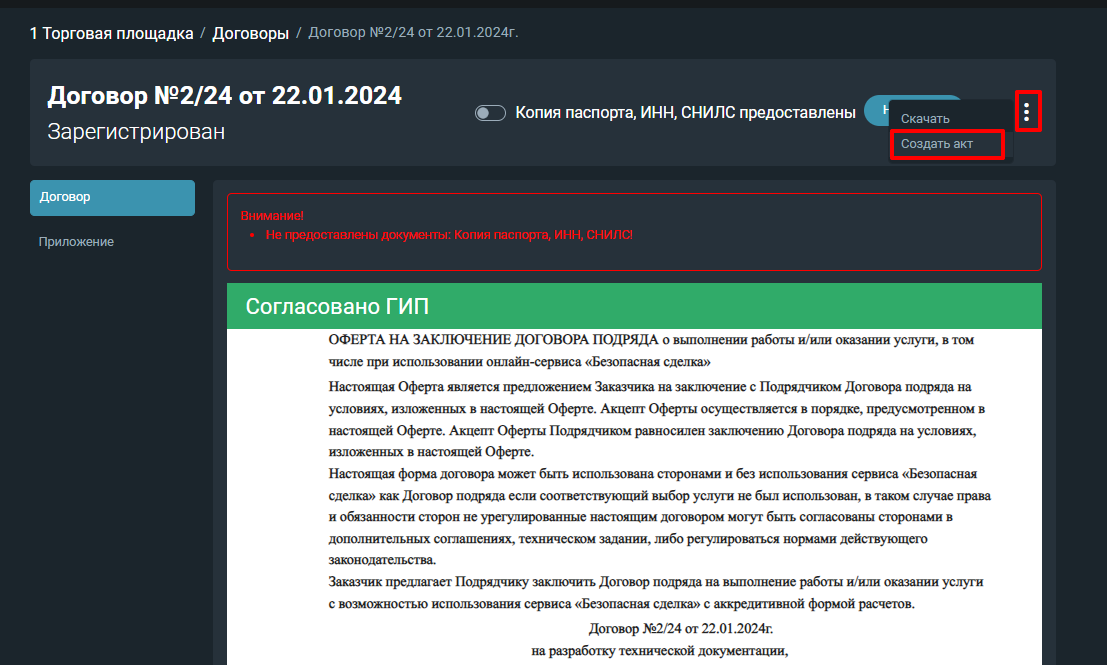 1 Торговая площадка / Договоры / Договор №2/24 от 22.01.2024г.
Договор №2/24 от 22.01.2024
Зарегистрирован
Копия паспорта, ИНН, СНИЛС предоставлены
Скачать
Создать акт
Договор
Приложение
Внимание!
• Не предоставлены документы: Копия паспорта, ИНН, СНИЛС!
Согласовано ГИП
ОФЕРТА НА ЗАКЛЮЧЕНИЕ ДОГОВОРА ПОДРЯДА о выполнении работы и/или оказании услуги, в том
числе при использовании онлайн-сервиса «Безопасная сделка»
Настоящая Оферта является предложением Заказчика на заключение с Подрядчиком Договора подряда на
условиях, изложенных в настоящей Оферте. Акцепт Оферты осуществляется в порядке, предусмотренном в
настоящей Оферте. Акцепт Оферты Подрядчиком равносилен заключению Договора подряда на условиях,
изложенных в настоящей Оферте.
Настоящая форма договора может быть использована сторонами и без использования сервиса «Безопасная
сделка» как Договор подряда если соответствующий выбор услуги не был использован, в таком случае права
и обязанности сторон не урегулированные настоящим договором могут быть согласованы сторонами в
дополнительных соглашениях, техническом задании, либо регулироваться нормами действующего
законодательства.
Заказчик предлагает Подрядчику заключить Договор подряда на выполнение работы и/или оказании услуги
с возможностью использования сервиса «Безопасная сделка» с аккредитивной формой расчетов.
Договор №2/24 от 22.01.2024г.
на разработку технической документации,